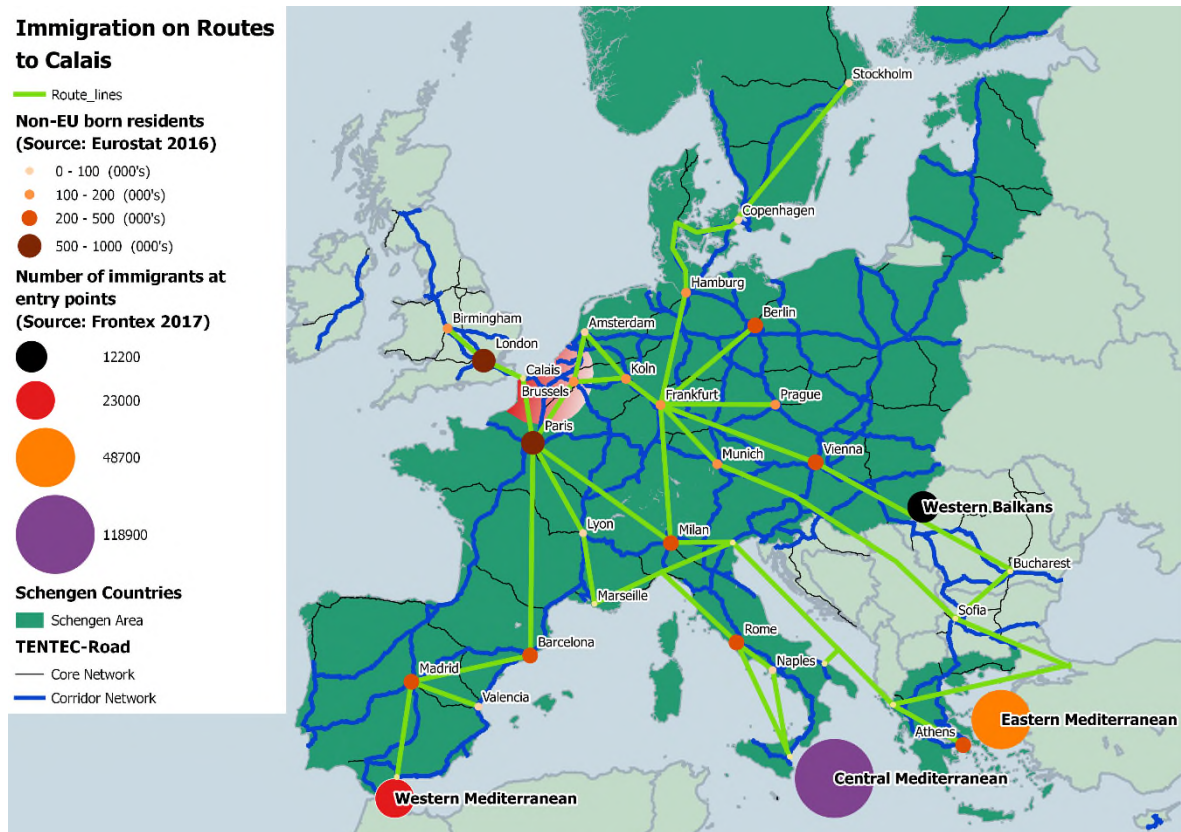 Immigration on Routes
to Calais
Route_lines
Non-EU born residents
(Source: Eurostat 2016)
0 - 100 (000's)
100 - 200 (000's)
200 - 500 (000's)
500 - 1000 (000's)
Number of immigrants at
entry points
(Source: Frontex 2017)
12200
23000
48700
118900
Schengen Countries
Schengen Area
TENTEC-Road
Core Network
Corridor Network
Stockholm
Copenhagen
Hamburg
Birmingham
Amsterdam
Berlin
London
Calais
Koln
Brussels
Frankfurt
Prague
Paris
Munich
Vienna
Western Balkans
Lyon
Milan
Bucharest
Marseille
Sofia
Rome
Barcelona
Naples
Madrid
Valencia
Eastern Mediterranean
Athens
Central Mediterranean
Western Mediterranean